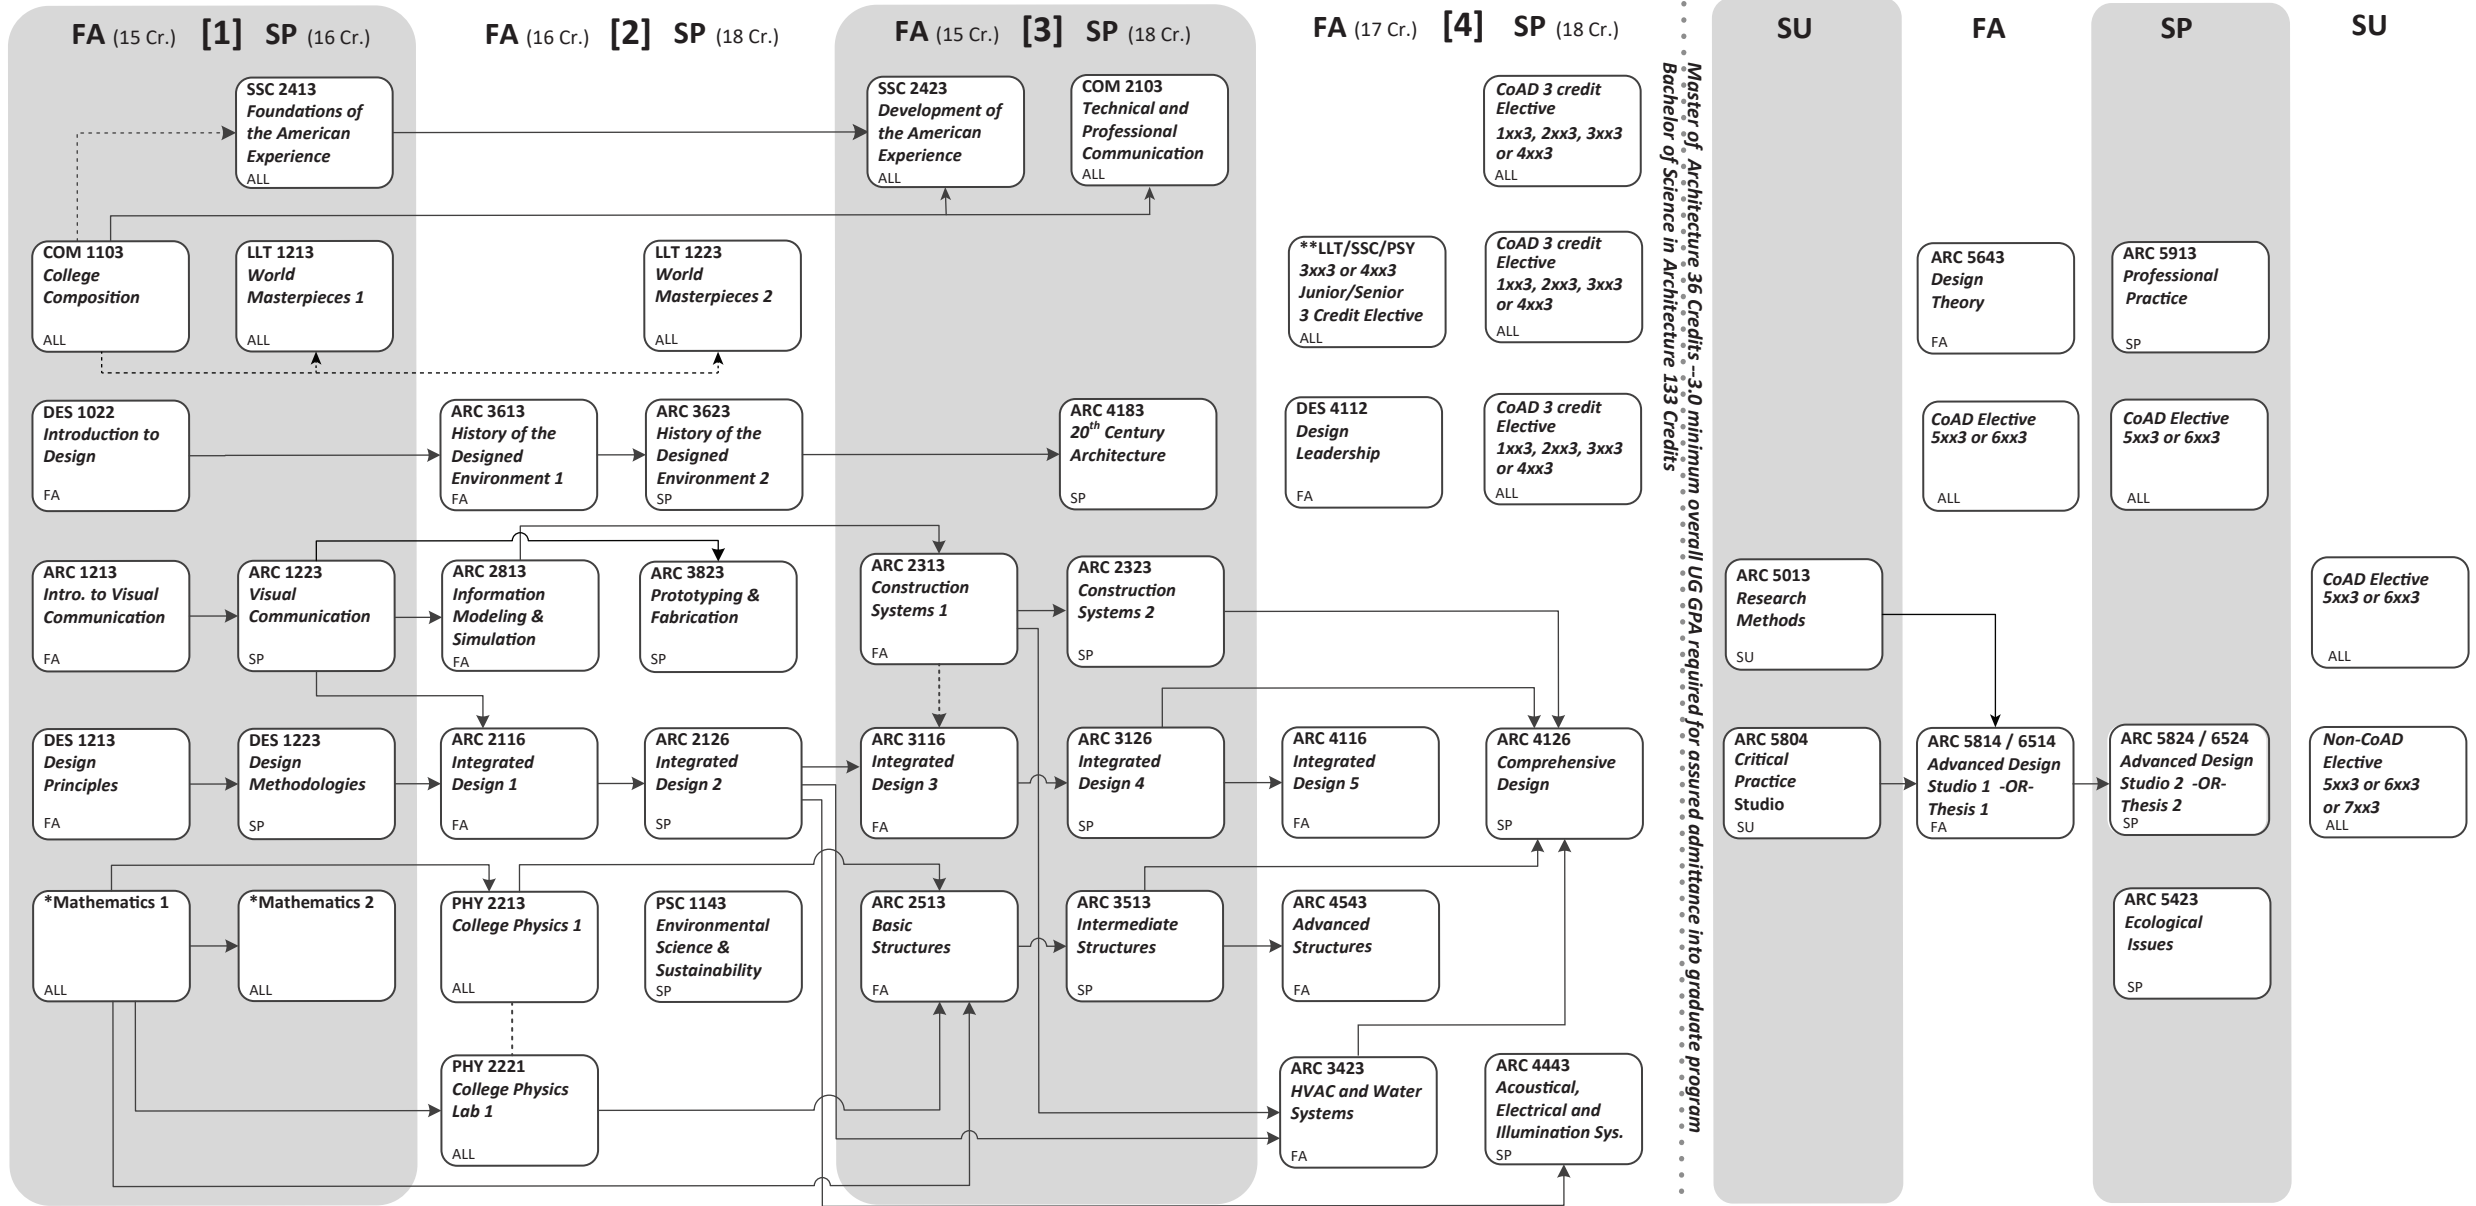 FA (15 Cr.) [1] SP (16 Cr.)
FA (16 Cr.) [2] SP (18 Cr.)
FA (15 Cr.) [3] SP (18 Cr.)
FA (17 Cr.) [4] SP (18 Cr.)
SU
FA
SP
SU
SSC 2413
Foundations of
the American
Experience
ALL
SSC 2423
Development of
the American
Experience
ALL
COM 2103
Technical and
Professional
Communication
ALL
CoAD 3 credit
Elective
1xx3, 2xx3, 3xx3
or 4xx3
ALL
COM 1103
College
Composition
ALL
LLT 1213
World
Masterpieces 1
ALL
LLT 1223
World
Masterpieces 2
ALL
**LLT/SSC/PSY
3xx3 or 4xx3
Junior/Senior
3 Credit Elective
ALL
CoAD 3 credit
Elective
1xx3, 2xx3, 3xx3
or 4xx3
ALL
Master of Architecture 36 Credits --3.0 minimum overall UG GPA required for assured admittance into graduate program
Bachelor of Science in Architecture 133 Credits
ARC 5643
Design
Theory
FA
ARC 5913
Professional
Practice
SP
DES 1022
Introduction to
Design
FA
ARC 3613
History of the
Designed
Environment 1
FA
ARC 3623
History of the
Designed
Environment 2
SP
ARC 4183
20th Century
Architecture
SP
DES 4112
Design
Leadership
FA
CoAD 3 credit
Elective
1xx3, 2xx3, 3xx3
or 4xx3
ALL
CoAD Elective
5xx3 or 6xx3
ALL
CoAD Elective
5xx3 or 6xx3
ALL
ARC 1213
Intro. to Visual
Communication
FA
ARC 1223
Visual
Communication
SP
ARC 2813
Information
Modeling &
Simulation
FA
ARC 3823
Prototyping &
Fabrication
SP
ARC 2313
Construction
Systems 1
FA
ARC 2323
Construction
Systems 2
SP
ARC 5013
Research
Methods
SU
CoAD Elective
5xx3 or 6xx3
ALL
DES 1213
Design
Principles
FA
DES 1223
Design
Methodologies
SP
ARC 2116
Integrated
Design 1
FA
ARC 2126
Integrated
Design 2
SP
ARC 3116
Integrated
Design 3
FA
ARC 3126
Integrated
Design 4
SP
ARC 4116
Integrated
Design 5
FA
ARC 4126
Comprehensive
Design
SP
ARC 5804
Critical
Practice
Studio
SU
ARC 5814 / 6514
Advanced Design
Studio 1 -OR-
Thesis 1
FA
ARC 5824 / 6524
Advanced Design
Studio 2 -OR-
Thesis 2
SP
Non-CoAD
Elective
5xx3 or 6xx3
or 7xx3
ALL
*Mathematics 1
ALL
*Mathematics 2
ALL
PHY 2213
College Physics 1
ALL
PSC 1143
Environmental
Science &
Sustainability
SP
ARC 2513
Basic
Structures
FA
ARC 3513
Intermediate
Structures
SP
ARC 4543
Advanced
Structures
FA
ARC 5423
Ecological
Issues
SP
PHY 2221
College Physics
Lab 1
ALL
ARC 3423
HVAC and Water
Systems
FA
ARC 4443
Acoustical,
Electrical and
Illumination Sys.
SP